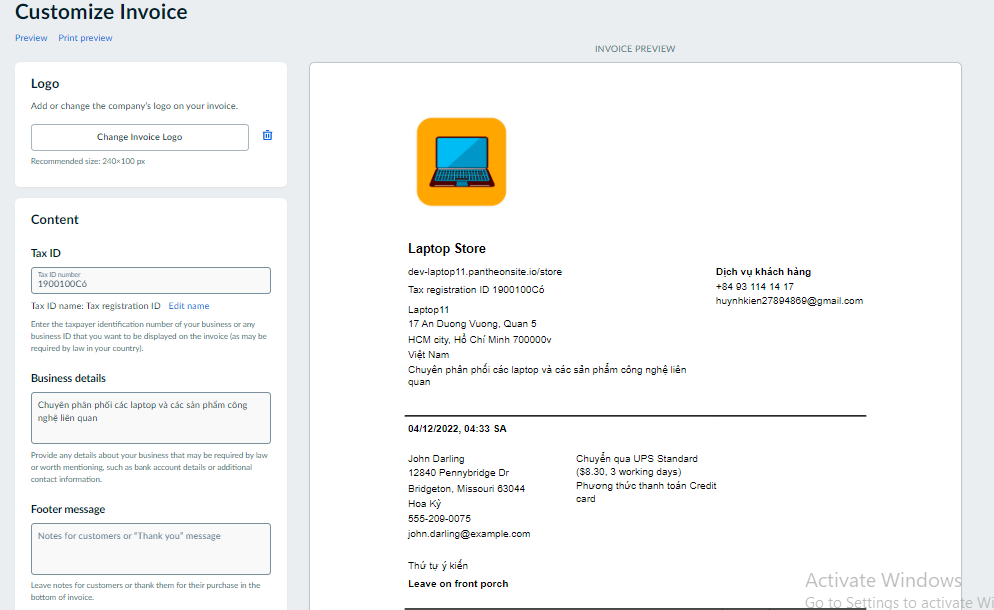 Customize Invoice
Preview Print preview
INVOICE PREVIEW
Logo
Add or change the company's logo on your invoice.
Change Invoice Logo
Recommended size: 240×100 px
Content
Tax ID
Tax ID number
1900100Có
Tax ID name: Tax registration ID Edit name
Enter the taxpayer identification number of your business or any
business ID that you want to be displayed on the invoice (as may be
required by law in your country).
Business details
Chuyên phân phối các laptop và các sản phẩm công
nghệ liên quan
Provide any details about your business that may be required by law
or worth mentioning, such as bank account details or additional
contact information.
Footer message
Notes for customers or "Thank you" message
Leave notes for customers or thank them for their purchase in the
bottom of invoice.
Laptop Store
dev-laptop11.pantheonsite.io/store
Tax registration ID 1900100Có
Laptop11
17 An Duong Vuong, Quan 5
HCM city, Hồ Chí Minh 700000v
Việt Nam
Chuyên phân phối các laptop và các sản phẩm công nghệ liên
quan
Dịch vụ khách hàng
+84 93 114 14 17
huynhkien27894869@gmail.com
04/12/2022, 04:33 SA
John Darling
12840 Pennybridge Dr
Bridgeton, Missouri 63044
Hoa Kỳ
555-209-0075
john.darling@example.com
Chuyển qua UPS Standard
($8.30, 3 working days)
Phương thức thanh toán Credit
card
Thứ tự ý kiến
Leave on front porch
Activate Windows
Go to Settings to activate Wi